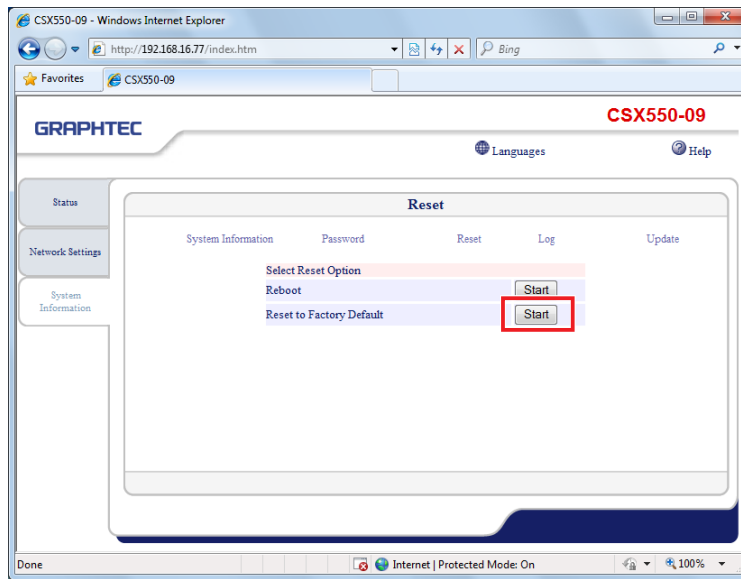 CSX550-09 - Windows Internet Explorer
http://192.168.16.77/index.htm
Bing
Favorites
CSX550-09
GRAPHTEC
CSX550-09
Languages
Help
Status
Network Settings
System
Information
Reset
System Information Password Reset Log Update
Select Reset Option
Reboot Start
Reset to Factory Default Start
Done
Internet | Protected Mode: On
100%